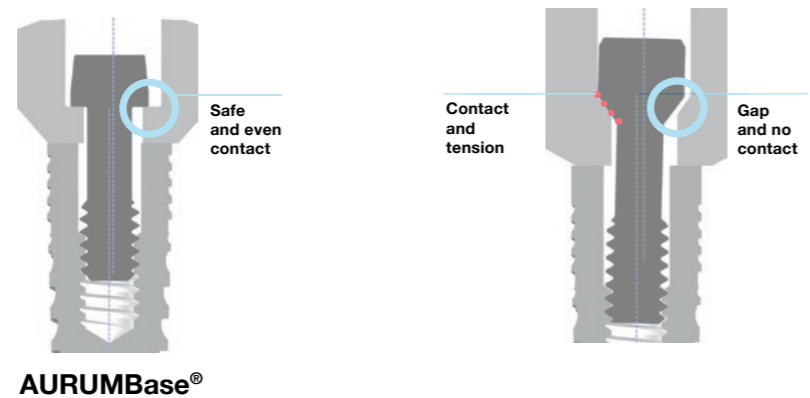 Safe
and even
contact
Contact
and
tension
Gap
and no
contact
AURUMBase®